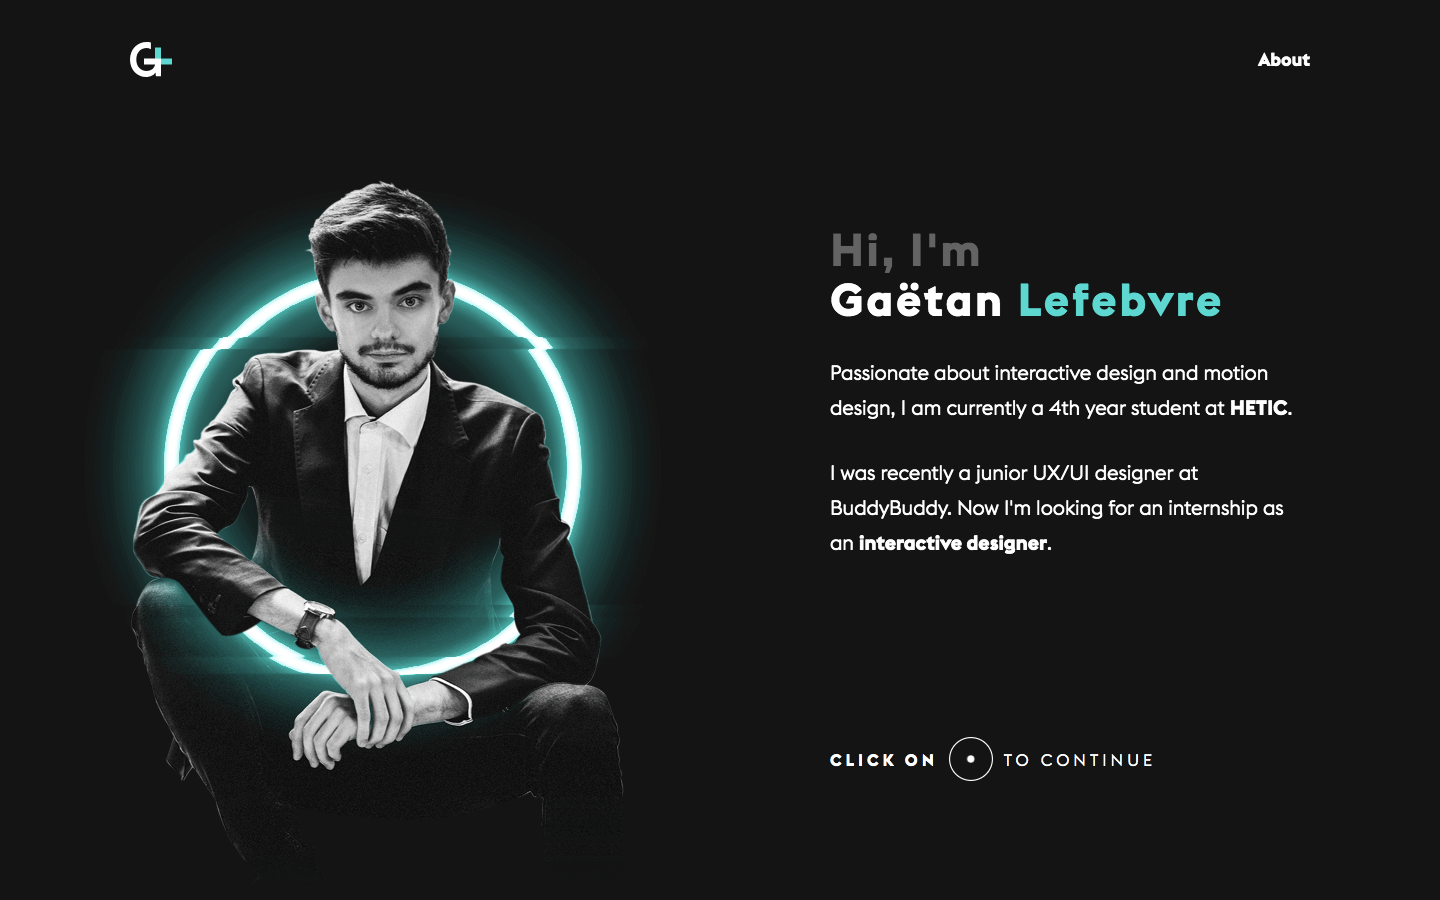 G+
About
Hi, I'm
Gaëtan Lefebvre
Passionate about interactive design and motion
design, I am currently a 4th year student at HETIC.
I was recently a junior UX/UI designer at
BuddyBuddy. Now I'm looking for an internship as
an interactive designer.
CLICK ON TO CONTINUE